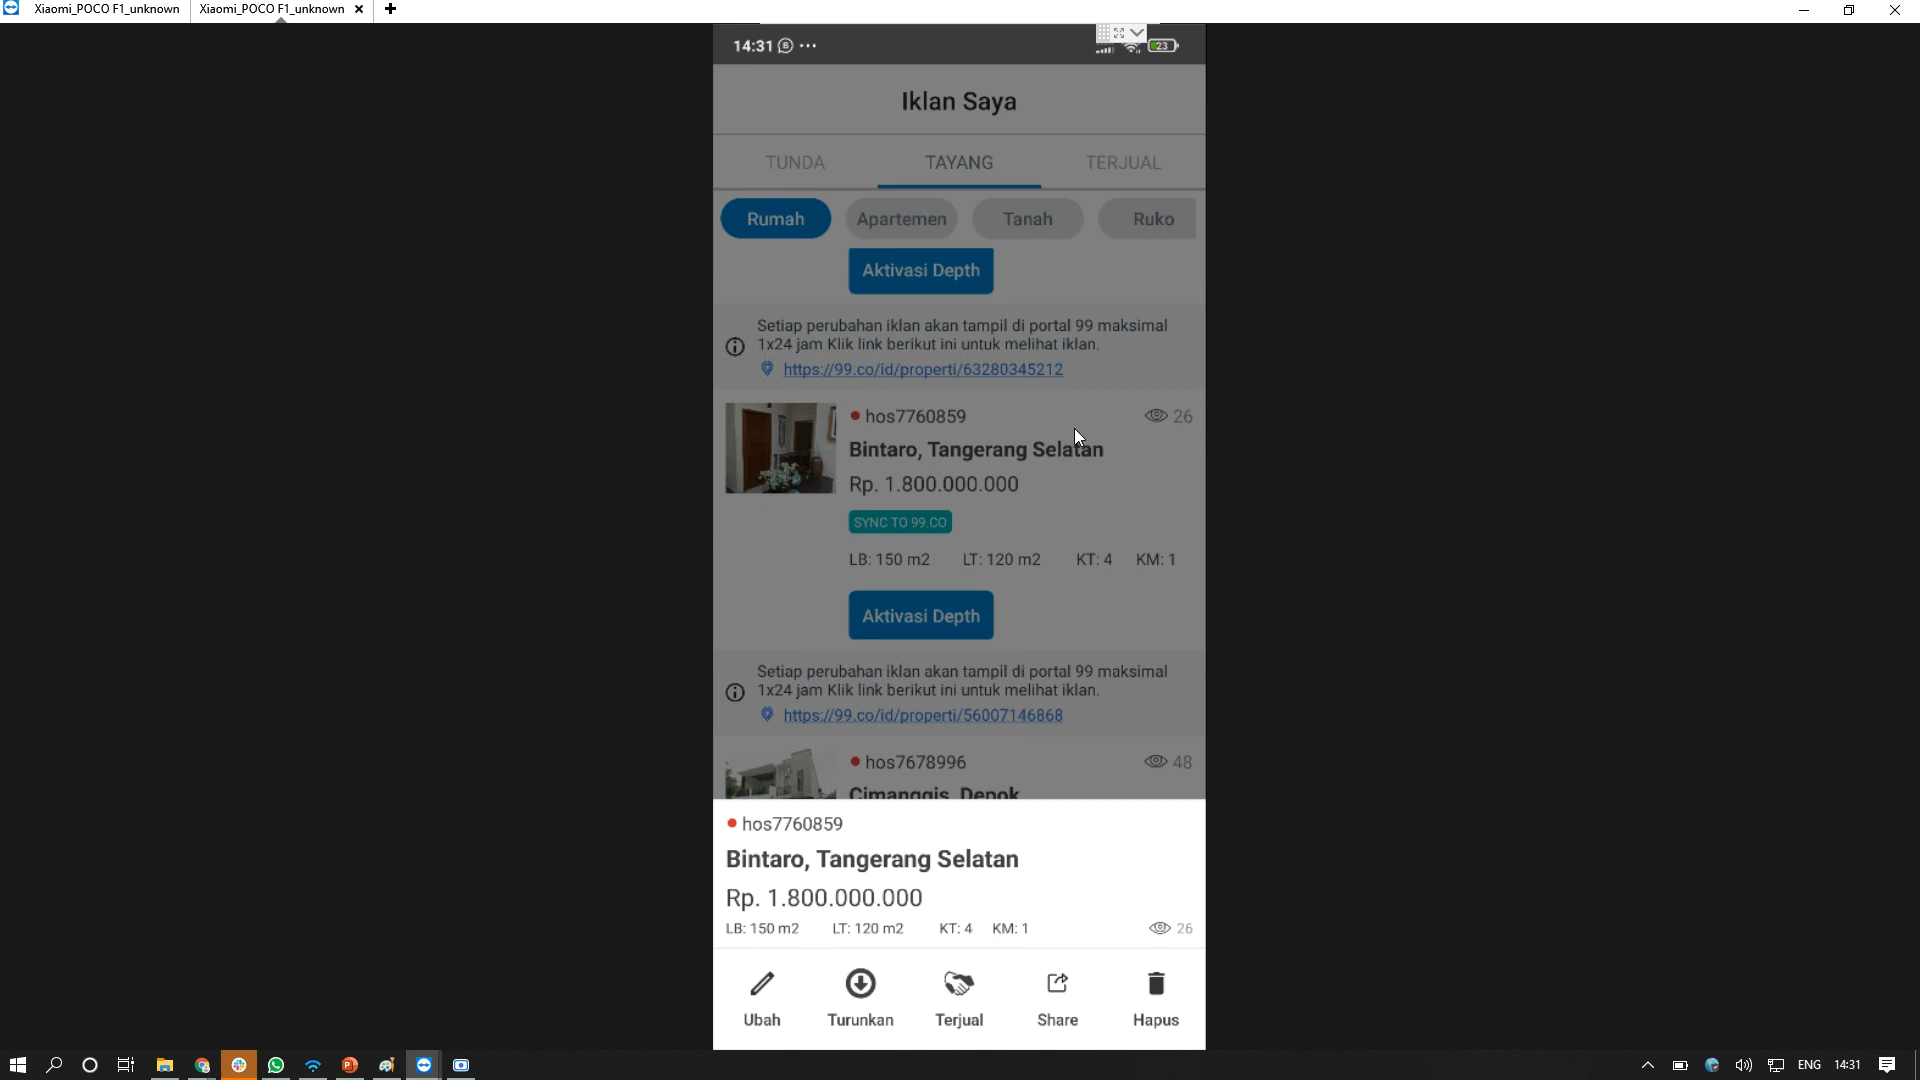 Xiaomi_POCO F1_unknown
Xiaomi_POCO F1_unknown
14:31
23
Iklan Saya
TUNDA
TAYANG
TERJUAL
Rumah
Apartemen
Tanah
Ruko
Aktivasi Depth
Setiap perubahan iklan akan tampil di portal 99 maksimal
1x24 jam Klik link berikut ini untuk melihat iklan.
https://99.co/id/properti/63280345212
hos7760859
26
Bintaro, Tangerang Selatan
Rp. 1.800.000.000
SYNC TO 99.CO
LB: 150 m2 LT: 120 m2 KT: 4 KM: 1
Aktivasi Depth
Setiap perubahan iklan akan tampil di portal 99 maksimal
1x24 jam Klik link berikut ini untuk melihat iklan.
https://99.co/id/properti/56007146868
hos7678996
48
Cimanggis, Depok
hos7760859
Bintaro, Tangerang Selatan
Rp. 1.800.000.000
LB: 150 m2 LT: 120 m2 KT: 4 KM: 1 26
Ubah
Turunkan
Terjual
Share
Hapus
ENG 14:31